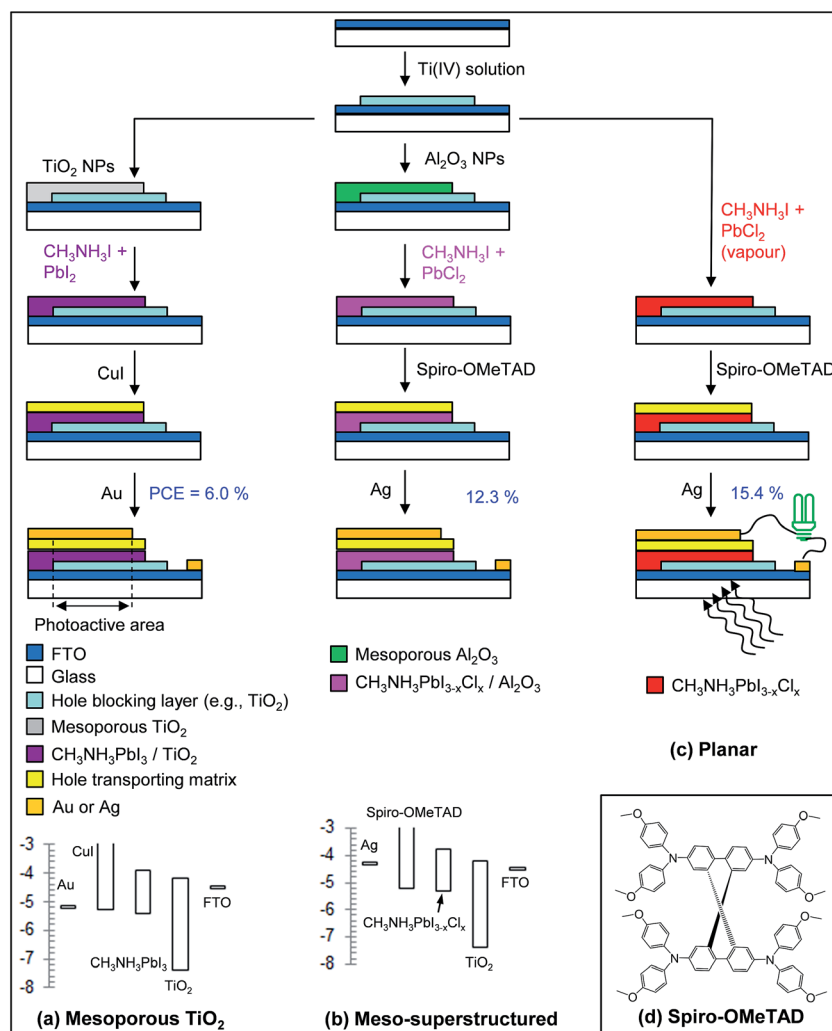 Ti(IV) solution
TiO₂ NPs
Al₂O₃ NPs
CH₃NH₃I +
PbI₂
CH₃NH₃I +
PbCl₂
CH₃NH₃I +
PbCl₂
(vapour)
CuI
Spiro-OMeTAD
Spiro-OMeTAD
Au
PCE = 6.0 %
Ag
12.3 %
Ag
15.4 %
Photoactive area
FTO
Glass
Hole blocking layer (e.g., TiO₂)
Mesoporous TiO₂
CH₃NH₃PbI₃ / TiO₂
Hole transporting matrix
Au or Ag
Mesoporous Al₂O₃
CH₃NH₃PbI₃₋ₓClₓ / Al₂O₃
CH₃NH₃PbI₃₋ₓClₓ
(c) Planar
-3
-4
-5
-6
-7
-8
Au
CuI
CH₃NH₃PbI₃
TiO₂
FTO
(a) Mesoporous TiO₂
-3
-4
-5
-6
-7
-8
Spiro-OMeTAD
Ag
CH₃NH₃PbI₃₋ₓClₓ
TiO₂
FTO
(b) Meso-superstructured
O
O
O
O
N
N
O
O
N
N
O
O
(d) Spiro-OMeTAD